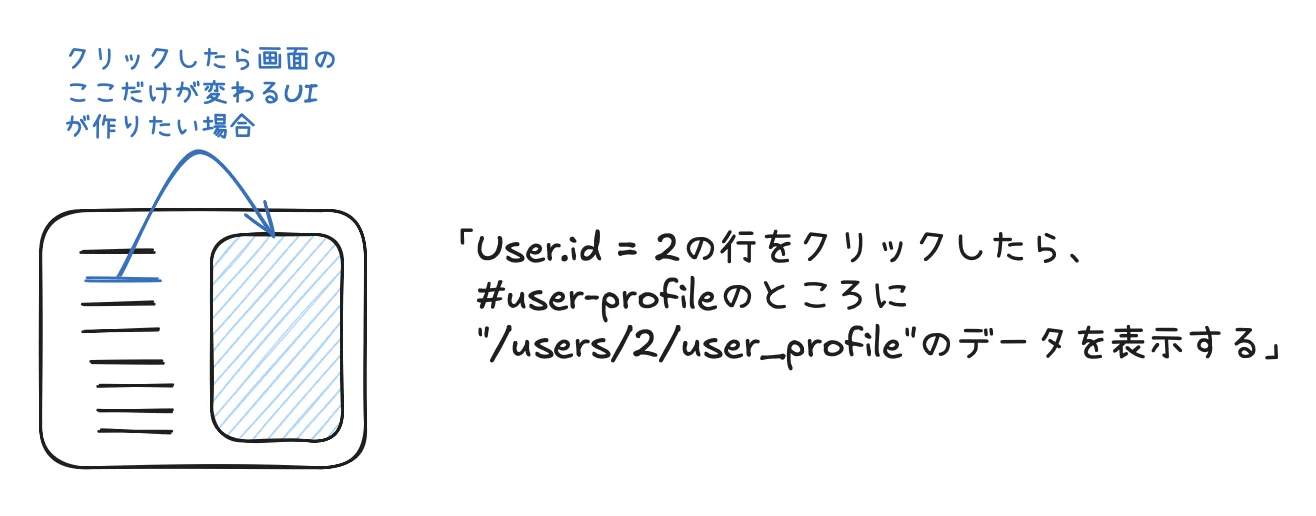 クリックしたら画面の
ここだけが変わるUI
が作りたい場合
「User.id = 2の行をクリックしたら、
#user-profileのところに
"/users/2/user_profile"のデータを表示する」